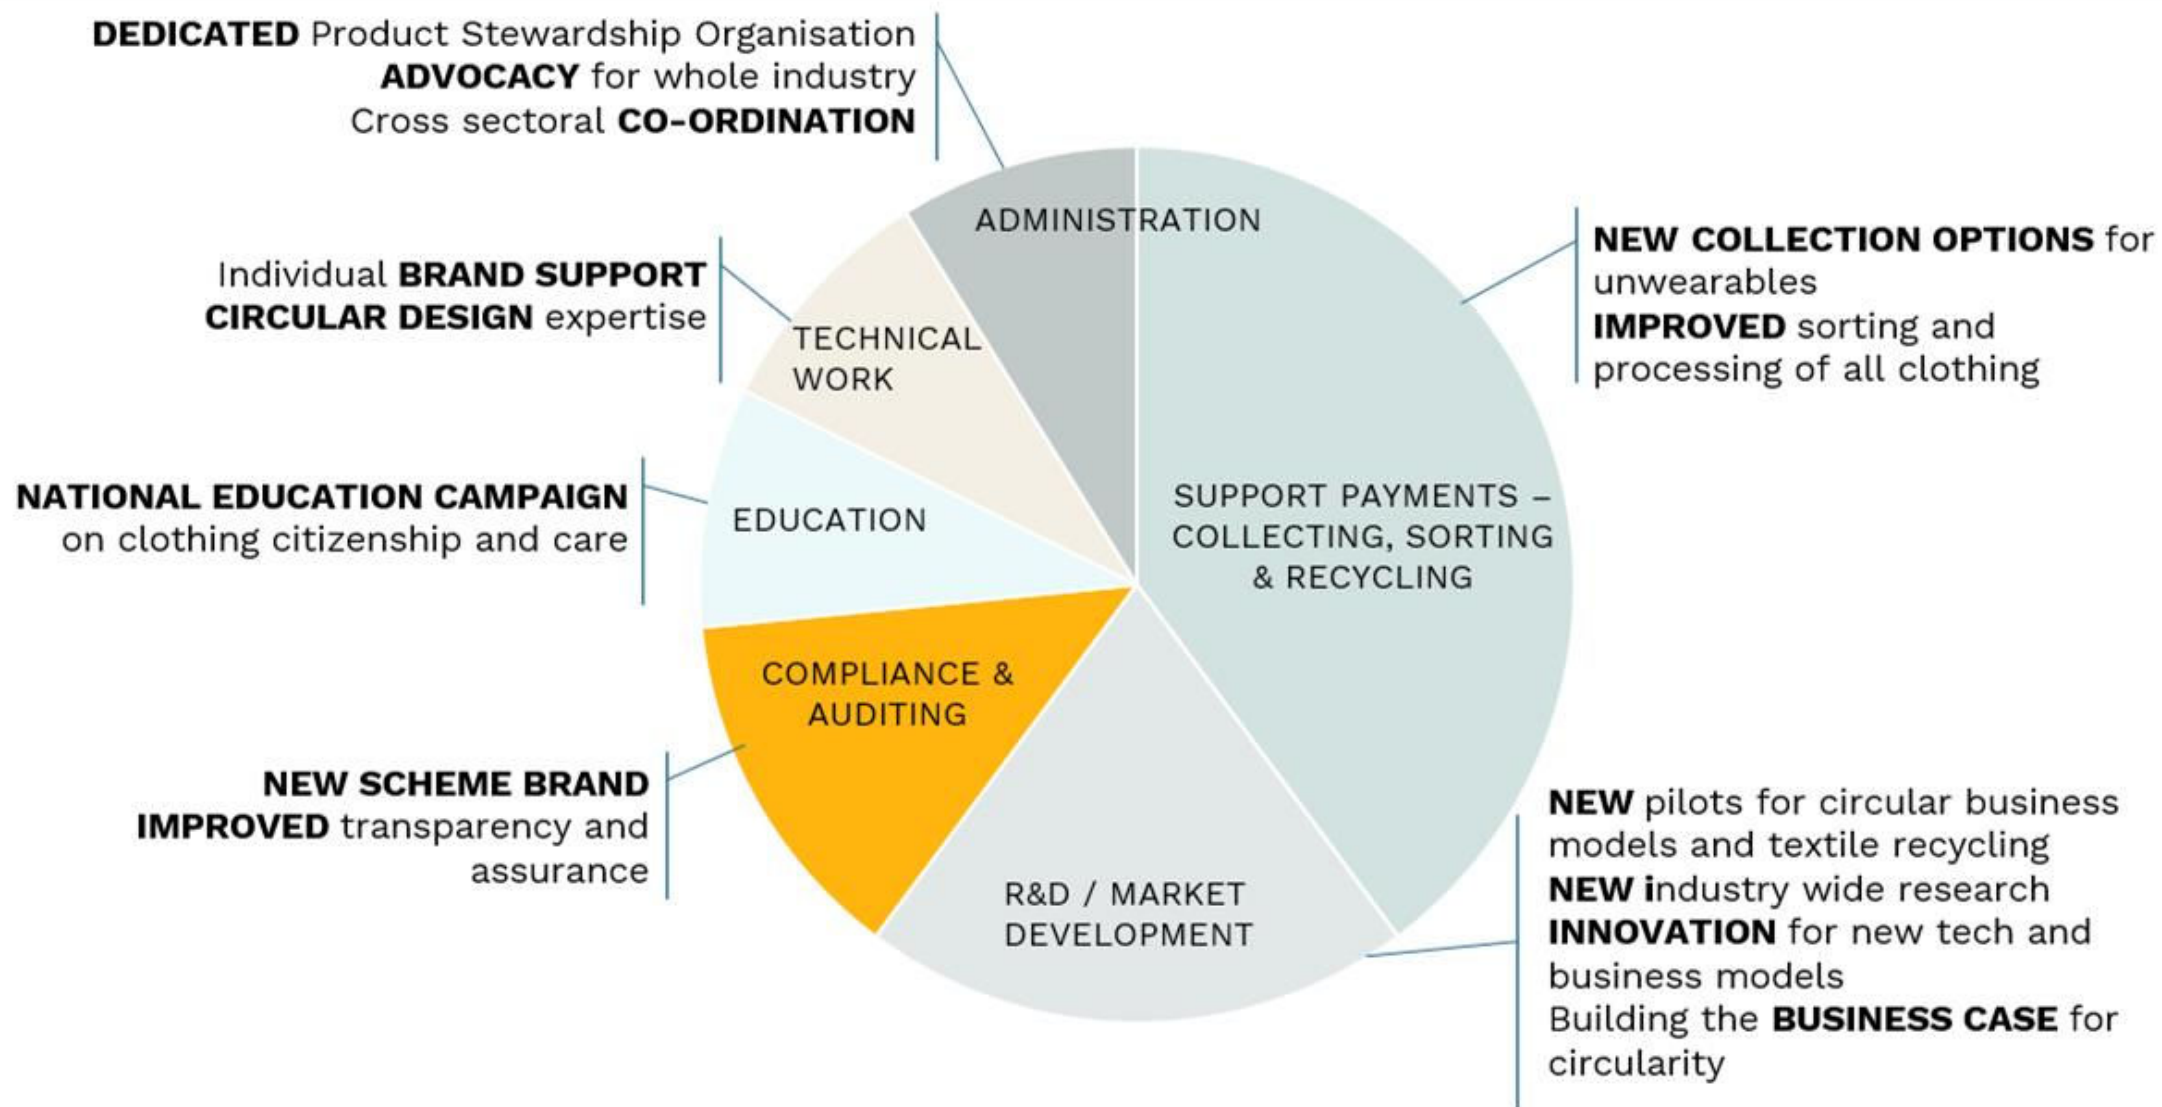 DEDICATED Product Stewardship Organisation
ADVOCACY for whole industry
Cross sectoral CO-ORDINATION
ADMINISTRATION
NEW COLLECTION OPTIONS for
unwearables
IMPROVED sorting and
processing of all clothing
Individual BRAND SUPPORT
CIRCULAR DESIGN expertise
TECHNICAL
WORK
NATIONAL EDUCATION CAMPAIGN
on clothing citizenship and care
EDUCATION
SUPPORT PAYMENTS –
COLLECTING, SORTING
& RECYCLING
COMPLIANCE &
AUDITING
NEW SCHEME BRAND
IMPROVED transparency and
assurance
R&D / MARKET
DEVELOPMENT
NEW pilots for circular business
models and textile recycling
NEW industry wide research
INNOVATION for new tech and
business models
Building the BUSINESS CASE for
circularity